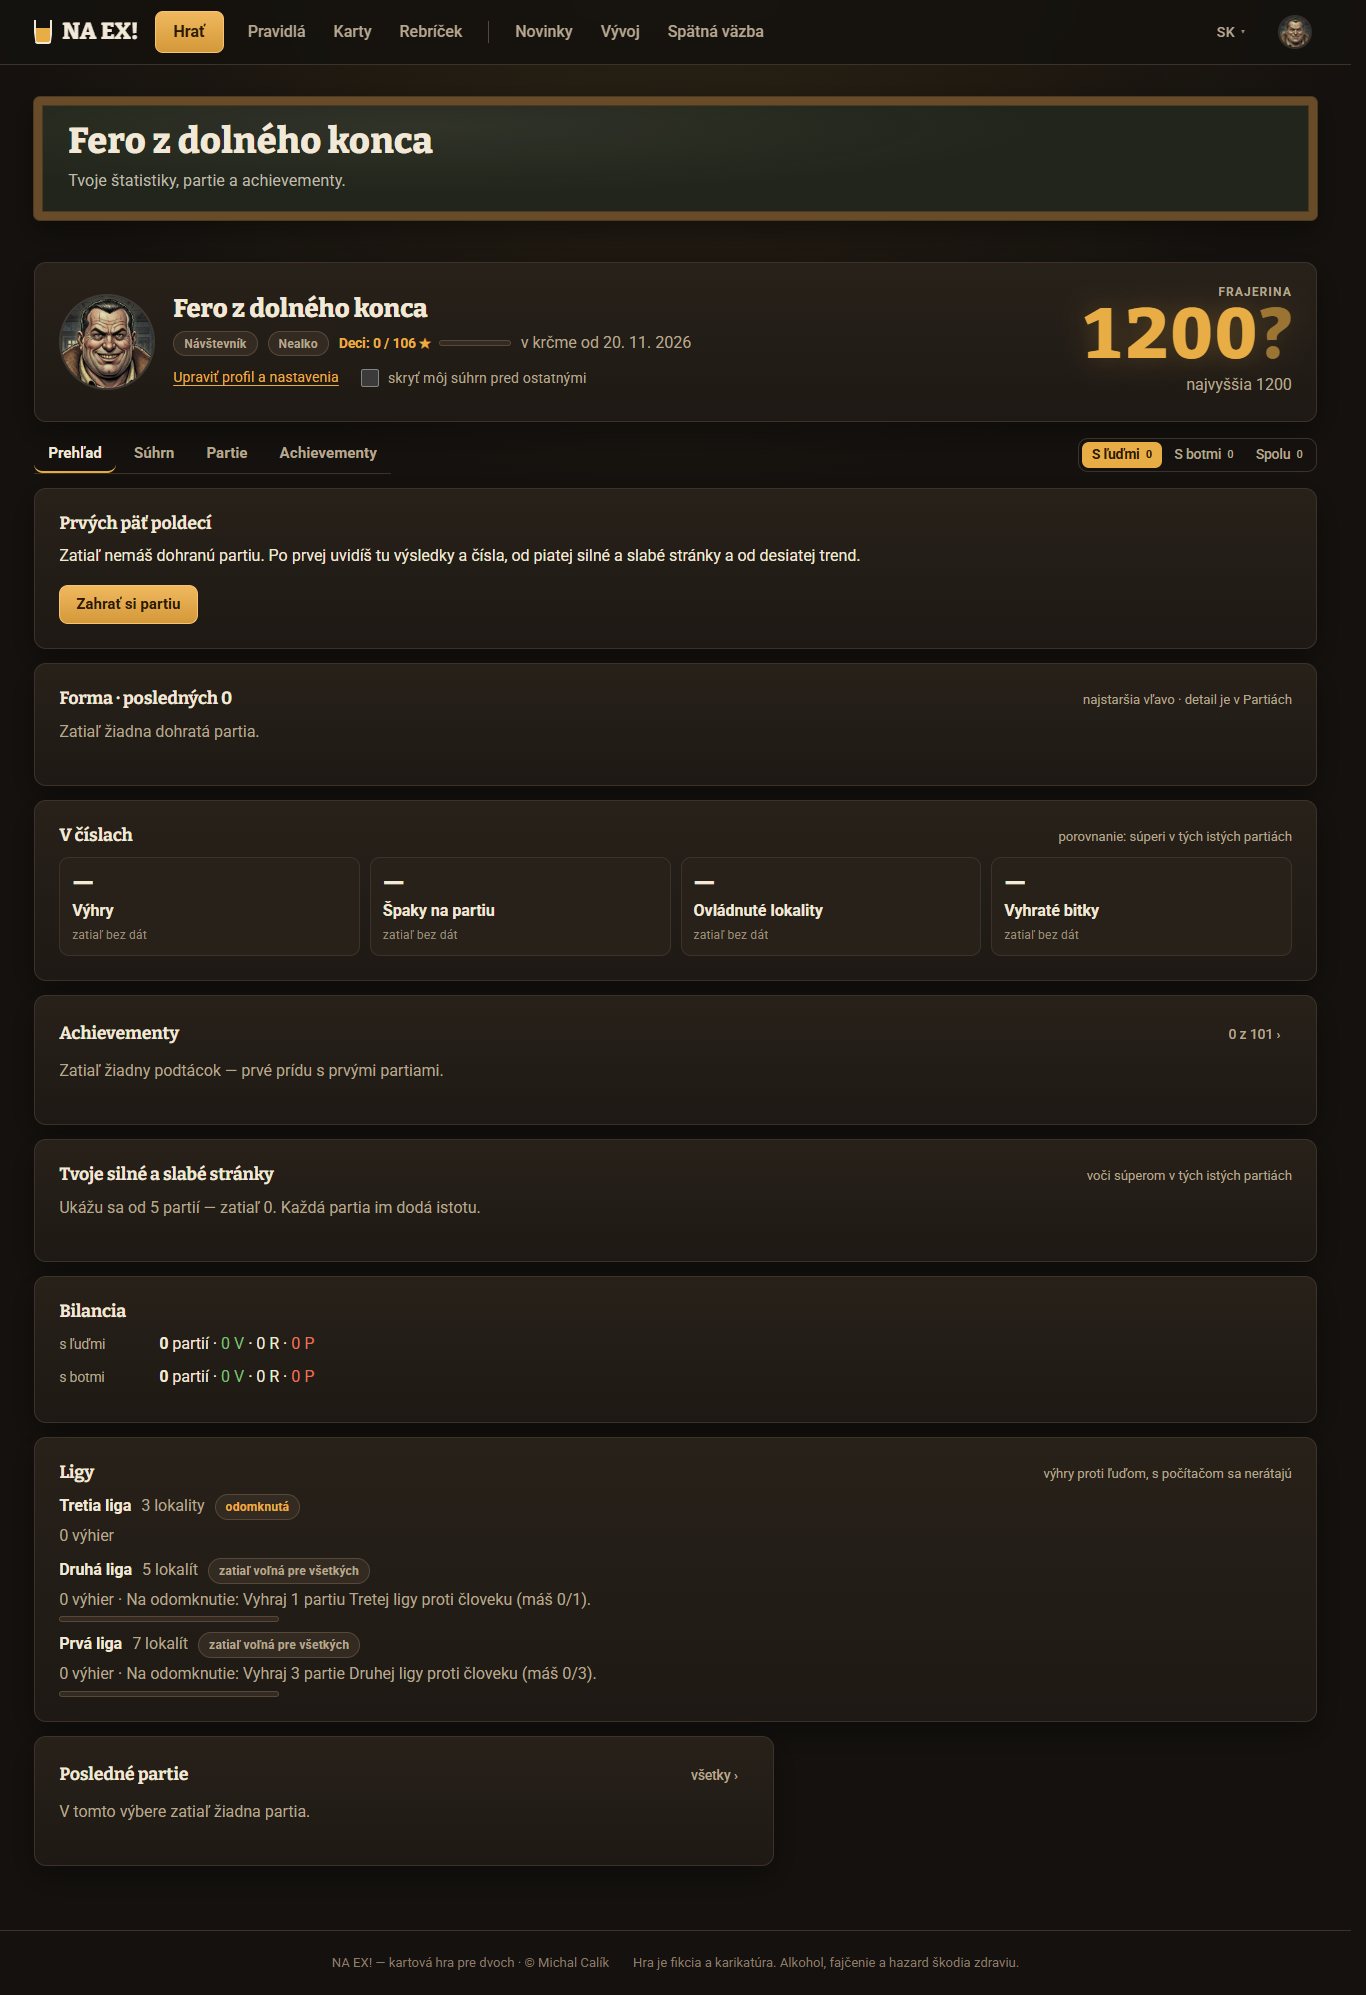 NA EX! Hrať Pravidlá Karty Rebríček Novinky Vývoj Spätná väzba SK
Fero z dolného konca
Tvoje štatistiky, partie a achievementy.
Fero z dolného konca
Návštevník Nealko Deci: 0 / 106 ★ v krčme od 20. 11. 2026
Upraviť profil a nastavenia skryť môj súhrn pred ostatnými
FRAJERINA
1200?
najvyššia 1200
Prehľad Súhrn Partie Achievementy
S ľuďmi 0 S botmi 0 Spolu 0
Prvých päť poldecí
Zatiaľ nemáš dohranú partiu. Po prvej uvidíš tu výsledky a čísla, od piatej silné a slabé stránky a od desiatej trend.
Zahrať si partiu
Forma · posledných 0
najstaršia vľavo · detail je v Partiách
Zatiaľ žiadna dohratá partia.
V číslach
porovnanie: súperi v tých istých partiách
—
Výhry
zatiaľ bez dát
—
Špaky na partiu
zatiaľ bez dát
—
Ovládnuté lokality
zatiaľ bez dát
—
Vyhraté bitky
zatiaľ bez dát
Achievementy
0 z 101 ›
Zatiaľ žiadny podtácok — prvé prídu s prvými partiami.
Tvoje silné a slabé stránky
voči súperom v tých istých partiách
Ukážu sa od 5 partií — zatiaľ 0. Každá partia im dodá istotu.
Bilancia
s ľuďmi 0 partií · 0 V · 0 R · 0 P
s botmi 0 partií · 0 V · 0 R · 0 P
Ligy
výhry proti ľuďom, s počítačom sa nerátajú
Tretia liga 3 lokality odomknutá
0 výhier
Druhá liga 5 lokalít zatiaľ voľná pre všetkých
0 výhier · Na odomknutie: Vyhraj 1 partiu Tretej ligy proti človeku (máš 0/1).
Prvá liga 7 lokalít zatiaľ voľná pre všetkých
0 výhier · Na odomknutie: Vyhraj 3 partie Druhej ligy proti človeku (máš 0/3).
Posledné partie
všetky ›
V tomto výbere zatiaľ žiadna partia.
NA EX! — kartová hra pre dvoch · © Michal Calík Hra je fikcia a karikatúra. Alkohol, fajčenie a hazard škodia zdraviu.